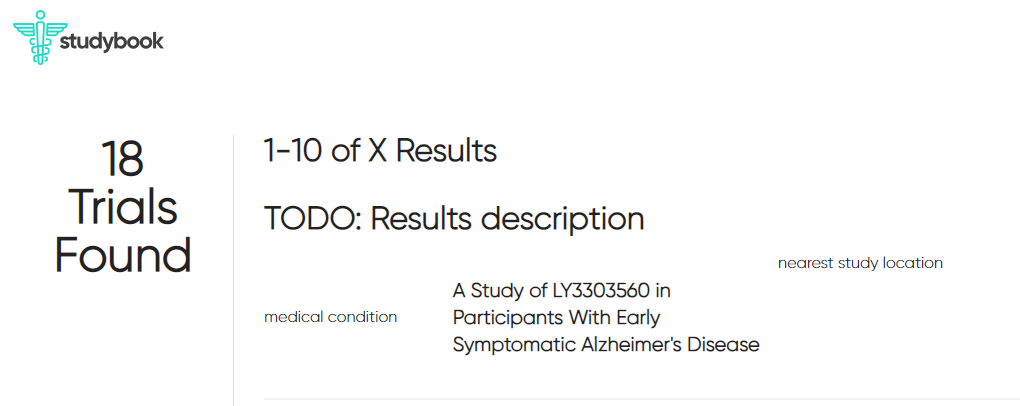 studybook
18
Trials
Found
1-10 of X Results
TODO: Results description
nearest study location
medical condition
A Study of LY3303560 in
Participants With Early
Symptomatic Alzheimer's Disease